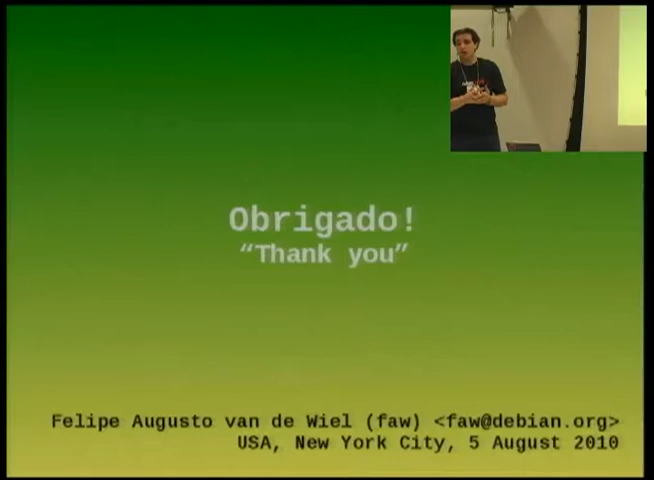 Obrigado!
“Thank you”
Felipe Augusto van de Wiel (faw) <faw@debian.org>
USA, New York City, 5 August 2010